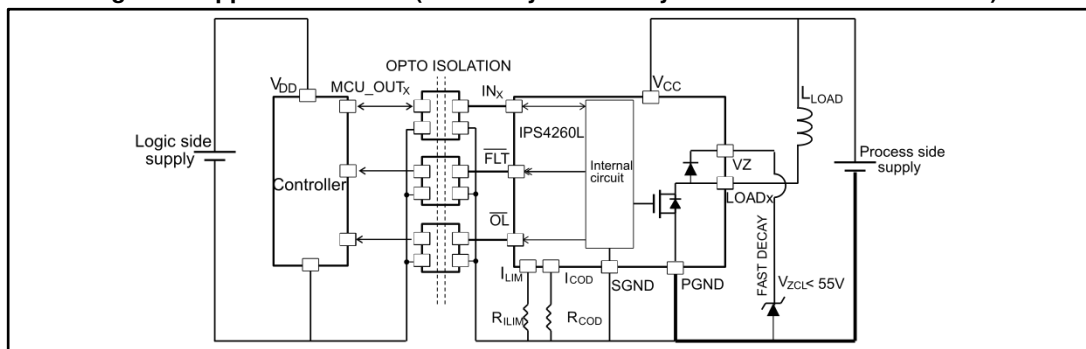 OPTO ISOLATION
VDD
MCU_OUTX
INX
VCC
LLOAD
IPS4260L
Logic side
supply
Controller
FLT
Internal
circuit
VZ
LOADx
Process side
supply
OL
FAST DECAY
ILIM
ICOD
SGND
PGND
VZCL< 55V
RILIM
RCOD